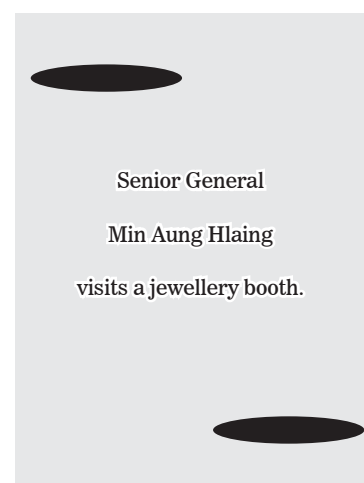 Senior General
Min Aung Hlaing
visits a jewellery booth.